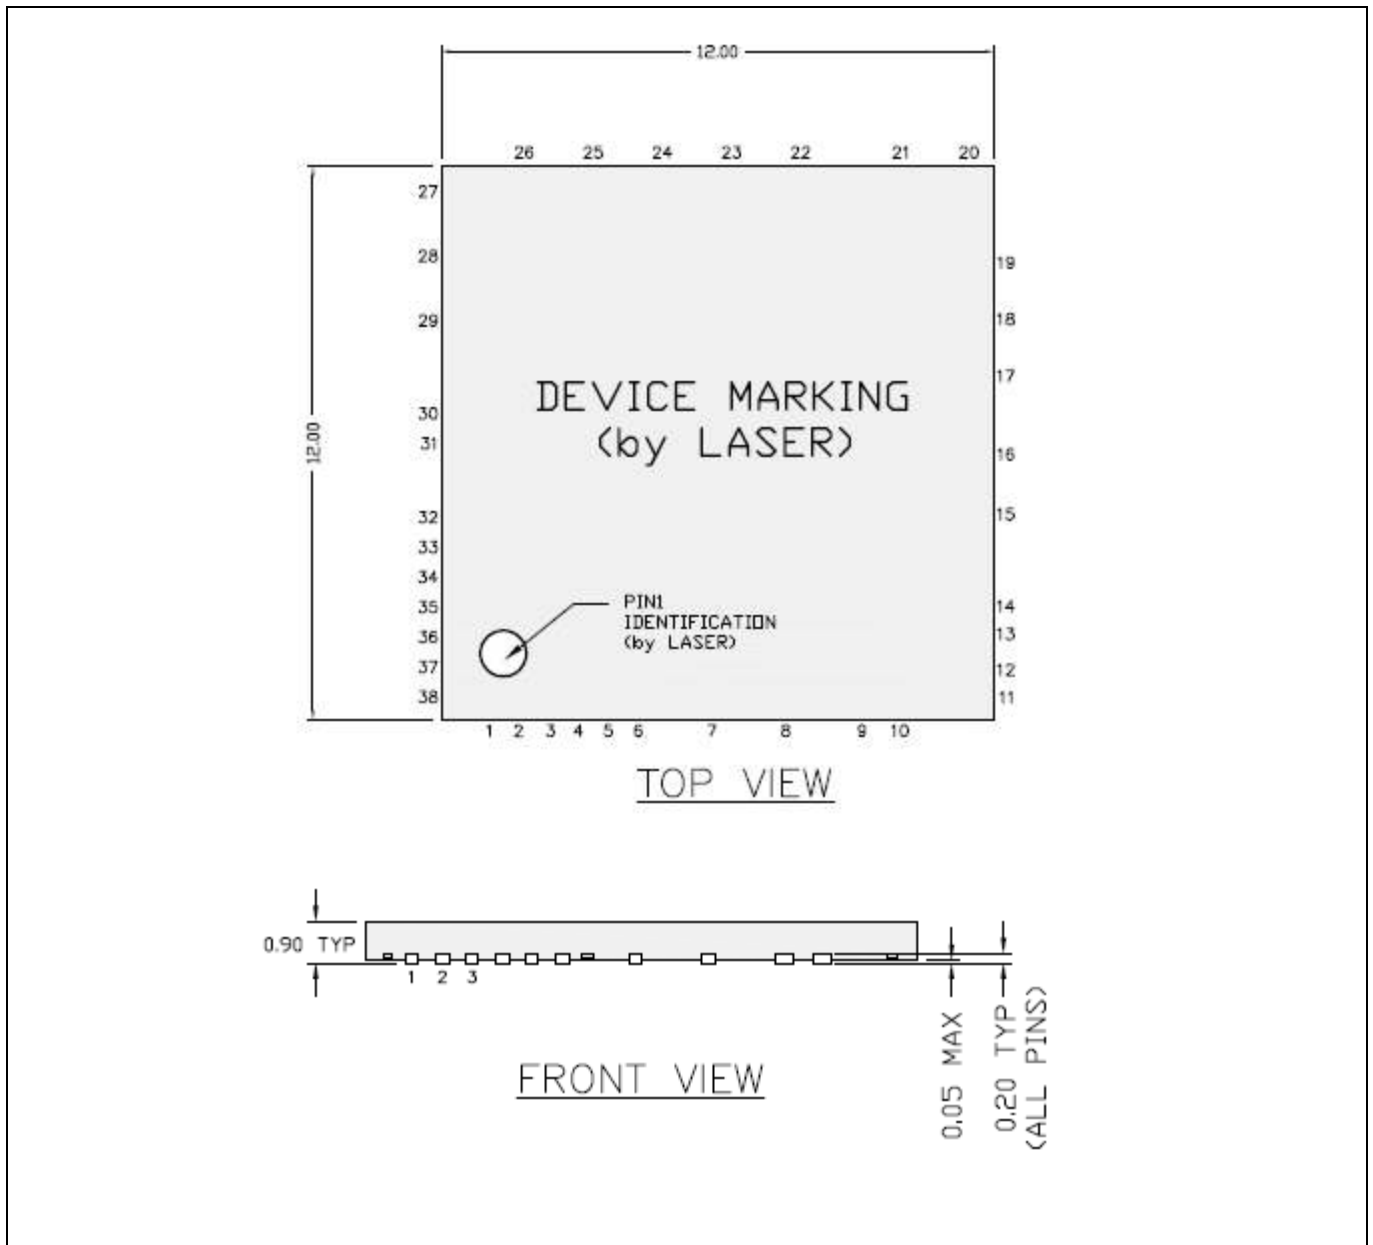 12.00
26 25 24 23 22 21 20
27
28
19
29
18
17
DEVICE MARKING
30
12.00
31
(by LASER)
16
32
15
33
34
35
PIN1
14
IDENTIFICATION
36
13
(by LASER)
37
12
38
11
1 2 3 4 5 6 7 8 9 10
TOP VIEW
0.90 TYP
1 2 3
0.05 MAX
0.20 TYP
(ALL PINS)
FRONT VIEW